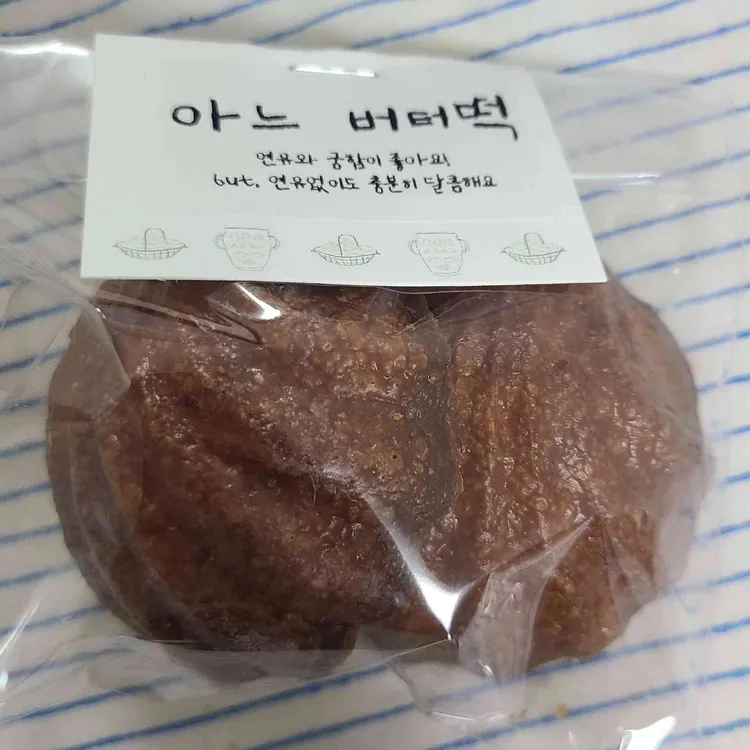 아느 버터떡
연유와 궁합이 좋아요!
but, 연유없이도 충분히 달콤해요